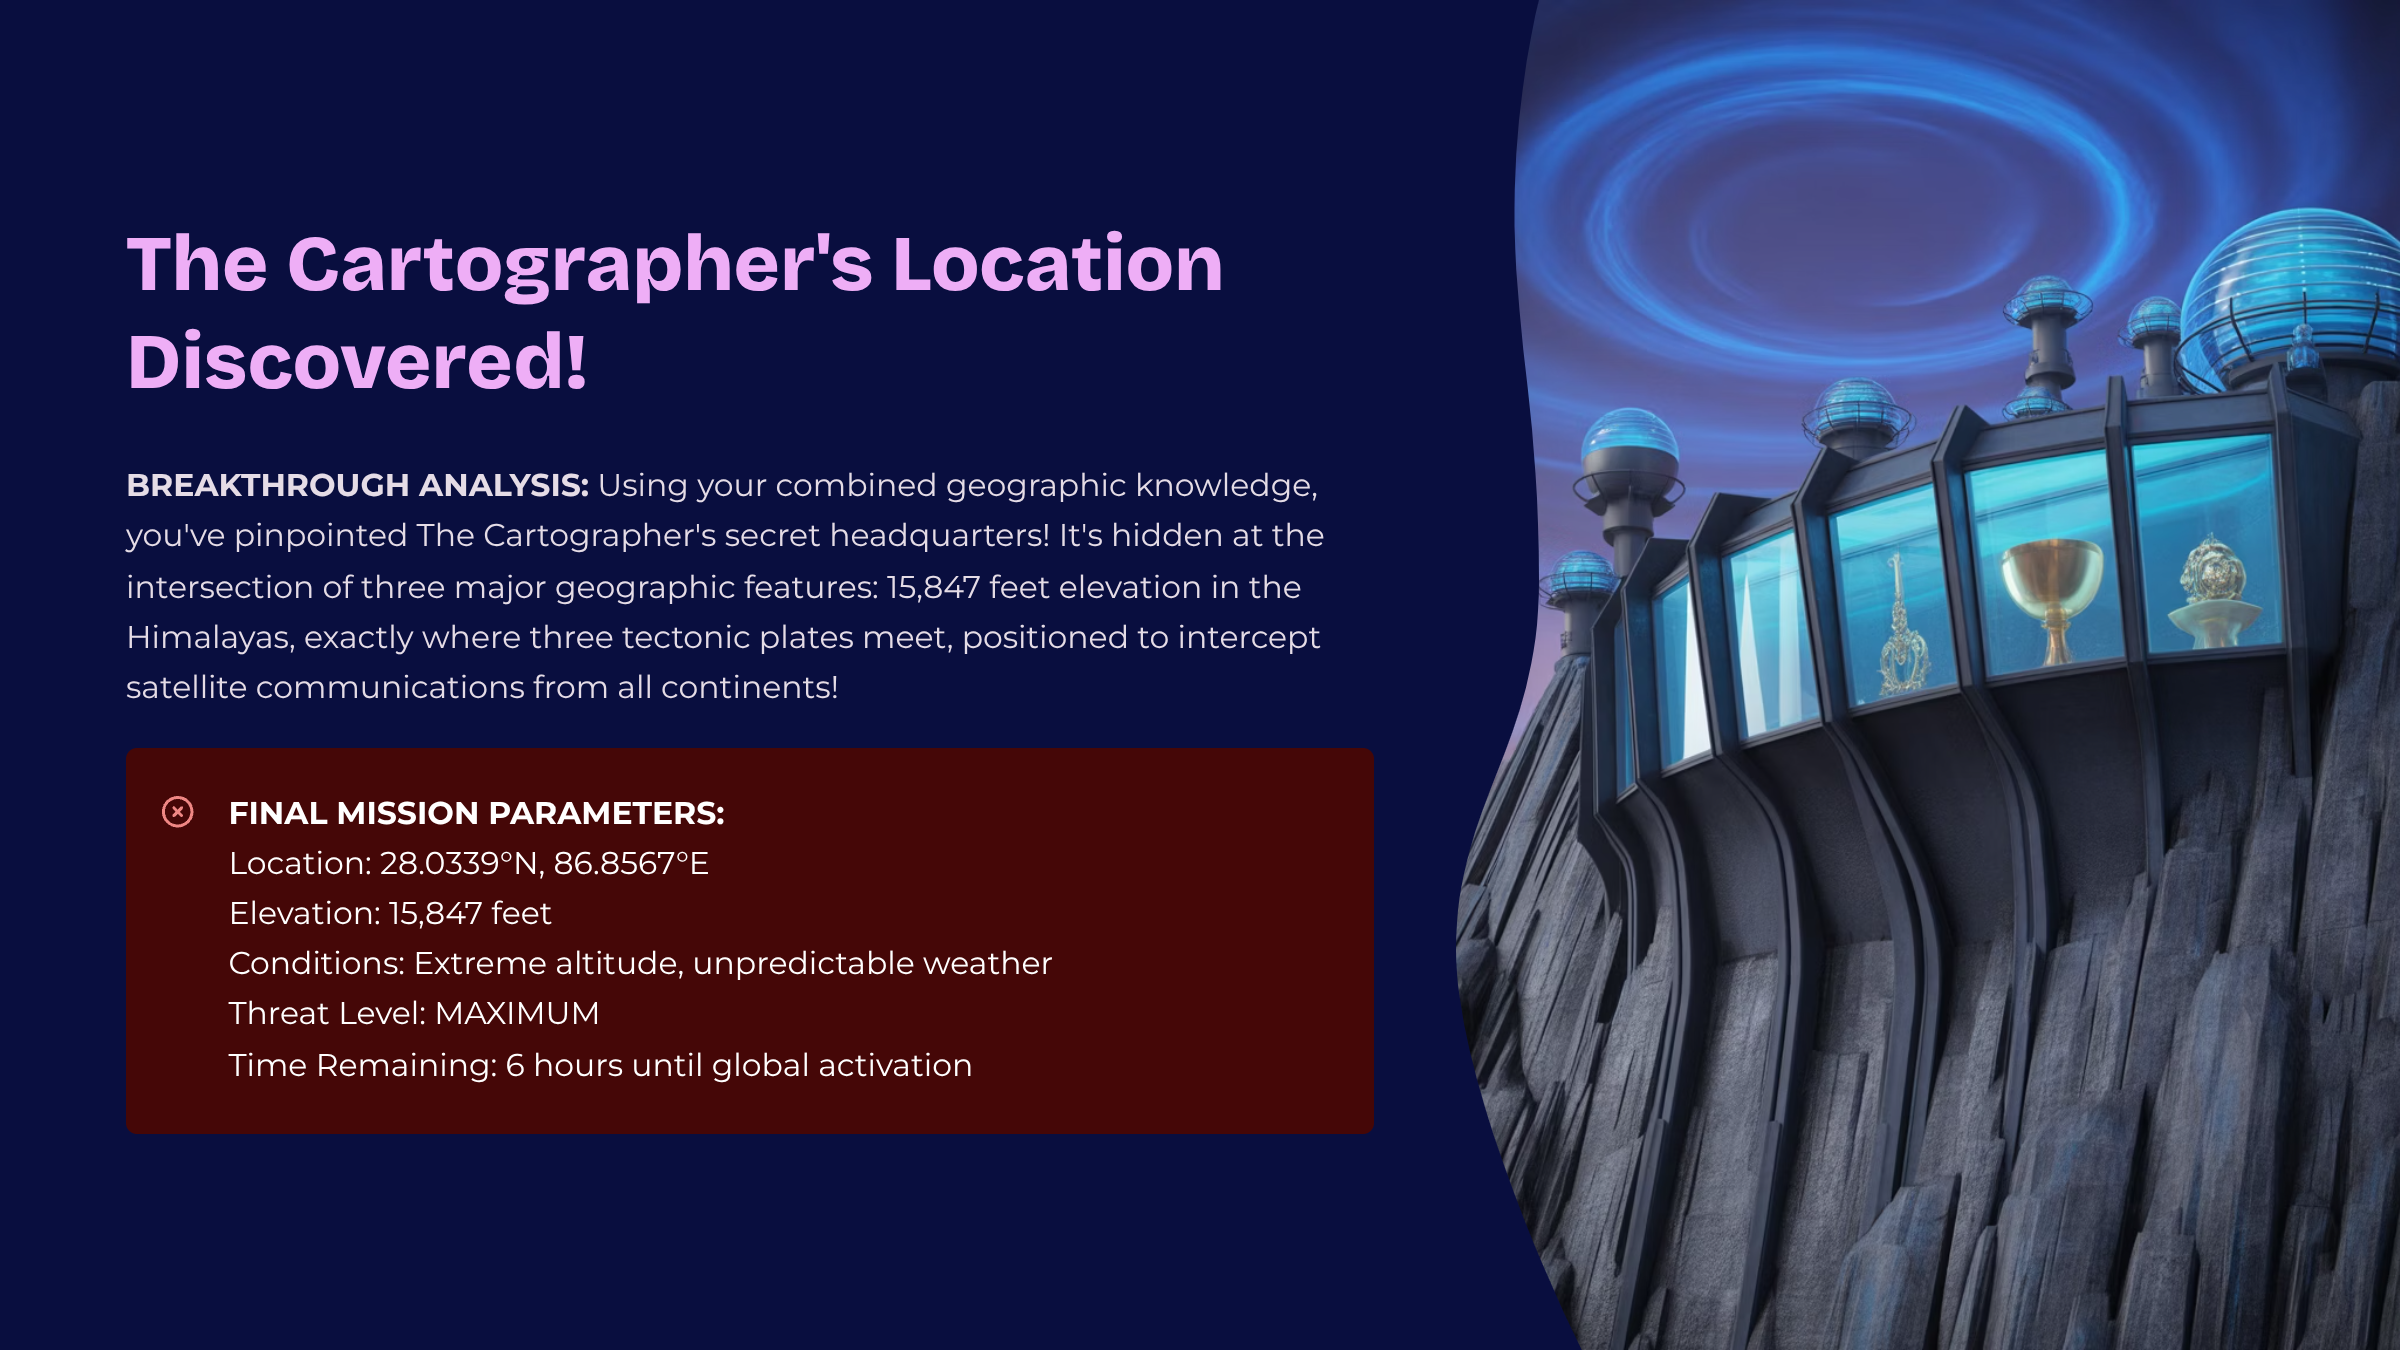 The Cartographer's Location
Discovered!
BREAKTHROUGH ANALYSIS: Using your combined geographic knowledge,
you've pinpointed The Cartographer's secret headquarters! It's hidden at the
intersection of three major geographic features: 15,847 feet elevation in the
Himalayas, exactly where three tectonic plates meet, positioned to intercept
satellite communications from all continents!
FINAL MISSION PARAMETERS:
Location: 28.0339°N, 86.8567°E
Elevation: 15,847 feet
Conditions: Extreme altitude, unpredictable weather
Threat Level: MAXIMUM
Time Remaining: 6 hours until global activation